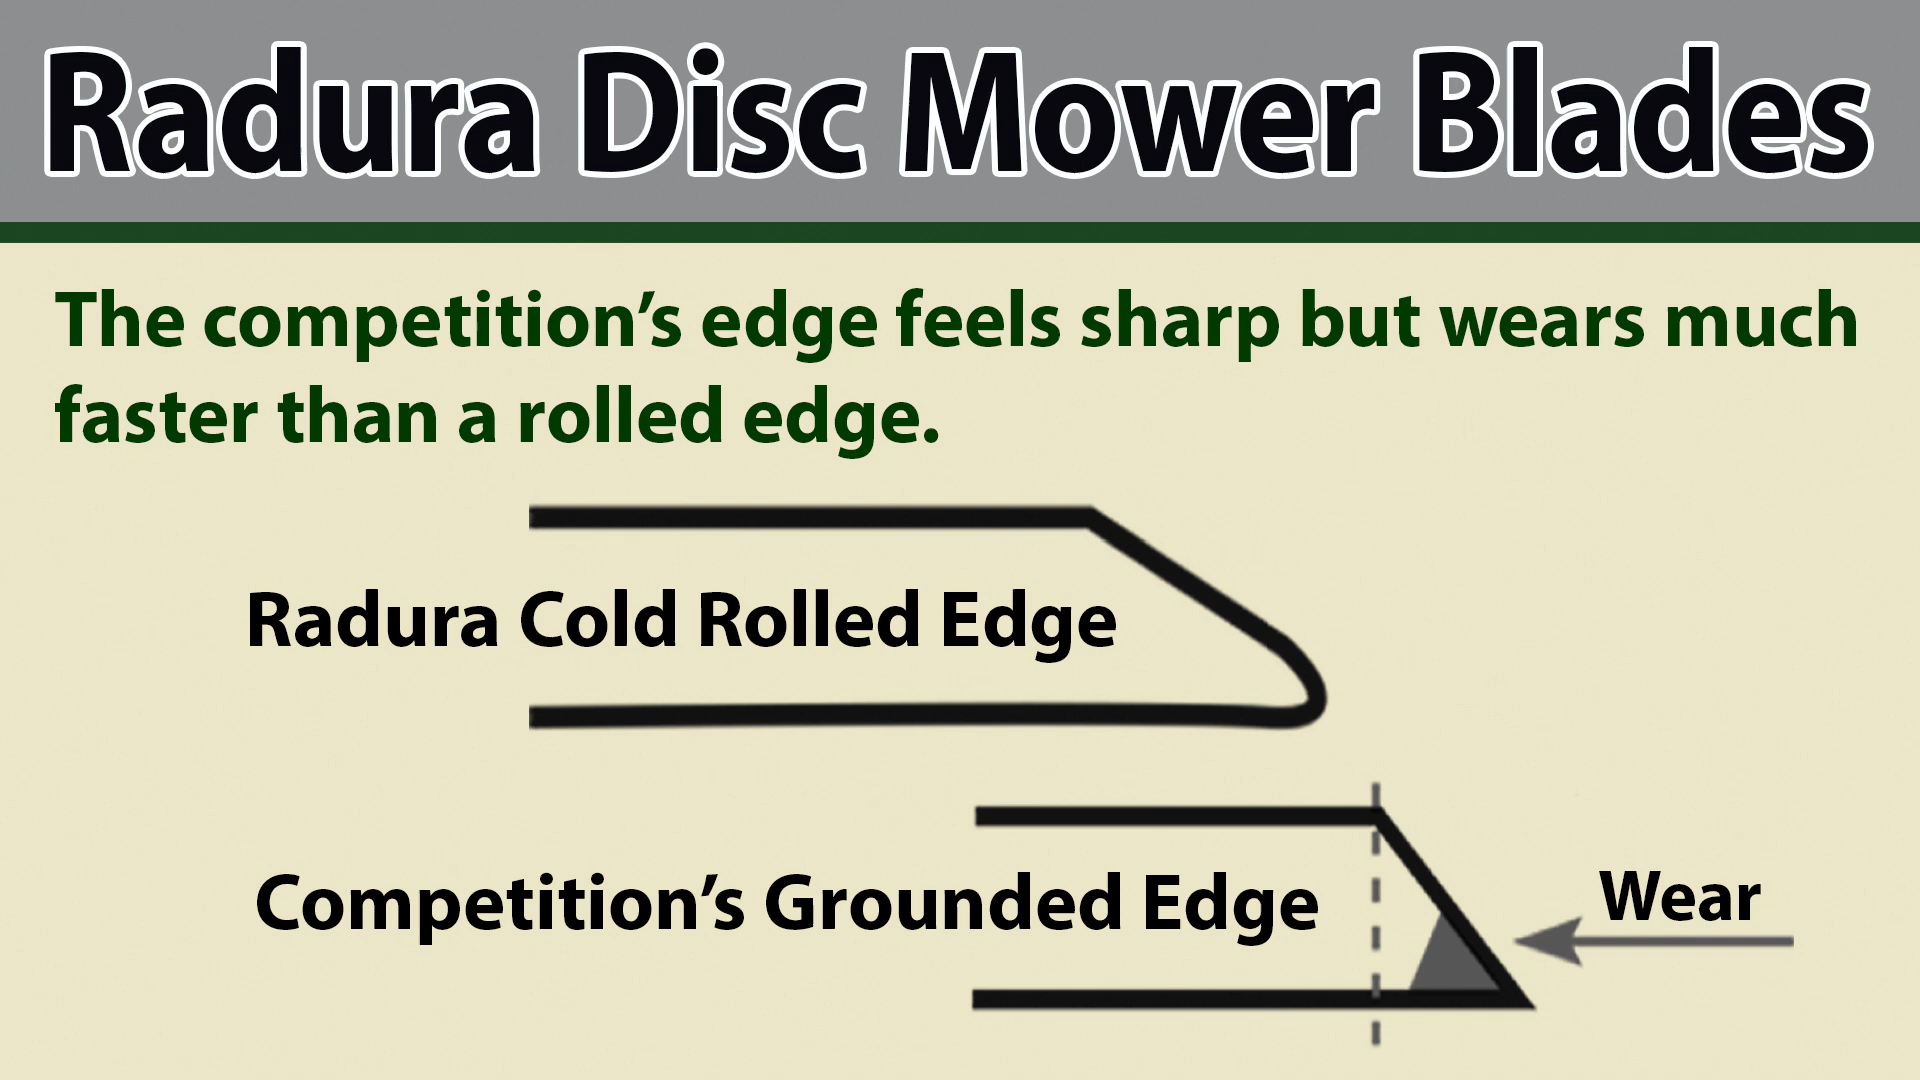 Radura Disc Mower Blades
The competition’s edge feels sharp but wears much
faster than a rolled edge.
Radura Cold Rolled Edge
Competition’s Grounded Edge
Wear